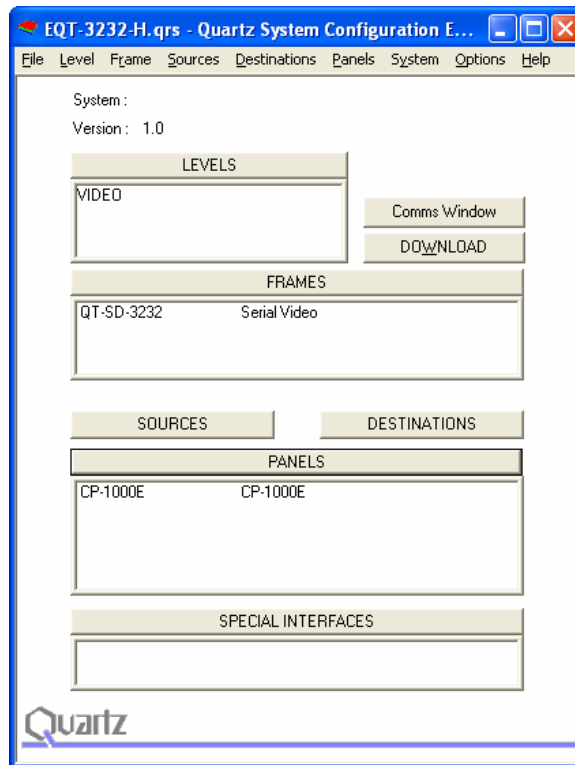 EQT-3232-H.qrs - Quartz System Configuration E...
File Level Frame Sources Destinations Panels System Options Help
System :
Version : 1.0
LEVELS
VIDEO
Comms Window
DOWNLOAD
FRAMES
QT-SD-3232 Serial Video
SOURCES DESTINATIONS
PANELS
CP-1000E CP-1000E
SPECIAL INTERFACES
Quartz